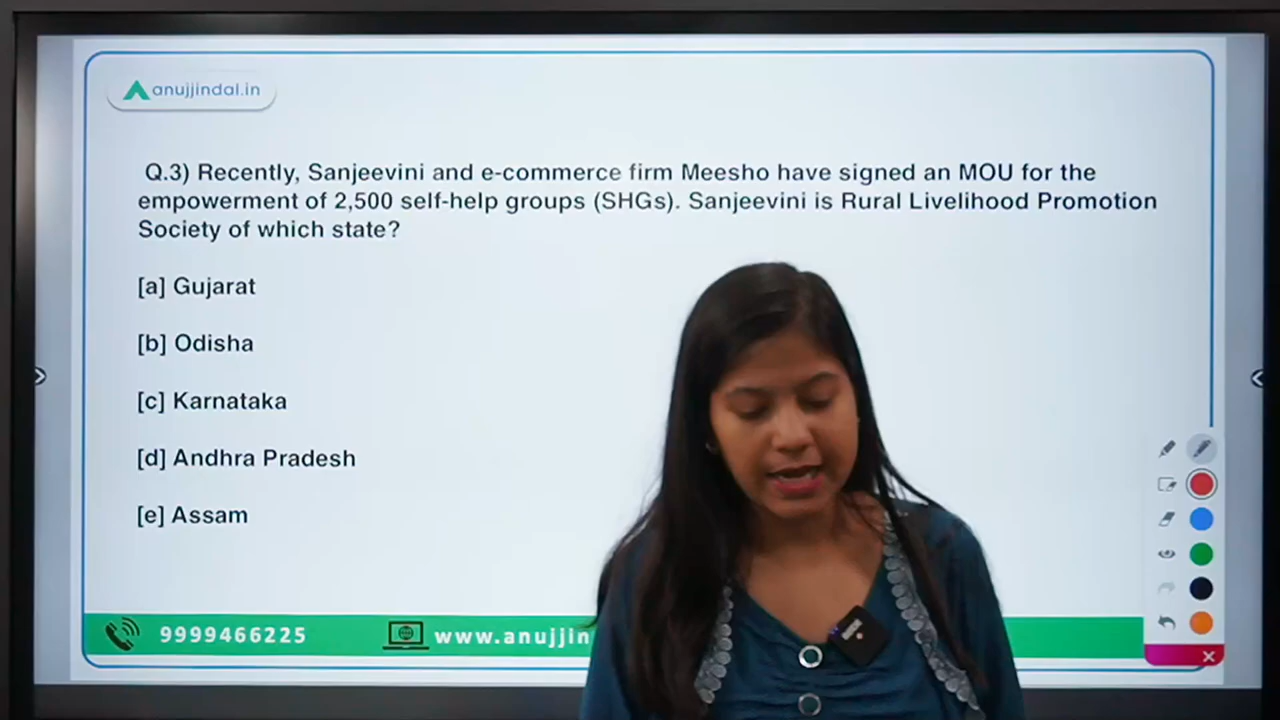 anujjindal.in
Q.3) Recently, Sanjeevini and e-commerce firm Meesho have signed an MOU for the
empowerment of 2,500 self-help groups (SHGs). Sanjeevini is Rural Livelihood Promotion
Society of which state?
[a] Gujarat
[b] Odisha
[c] Karnataka
[d] Andhra Pradesh
[e] Assam
9999466225
www.anujjin